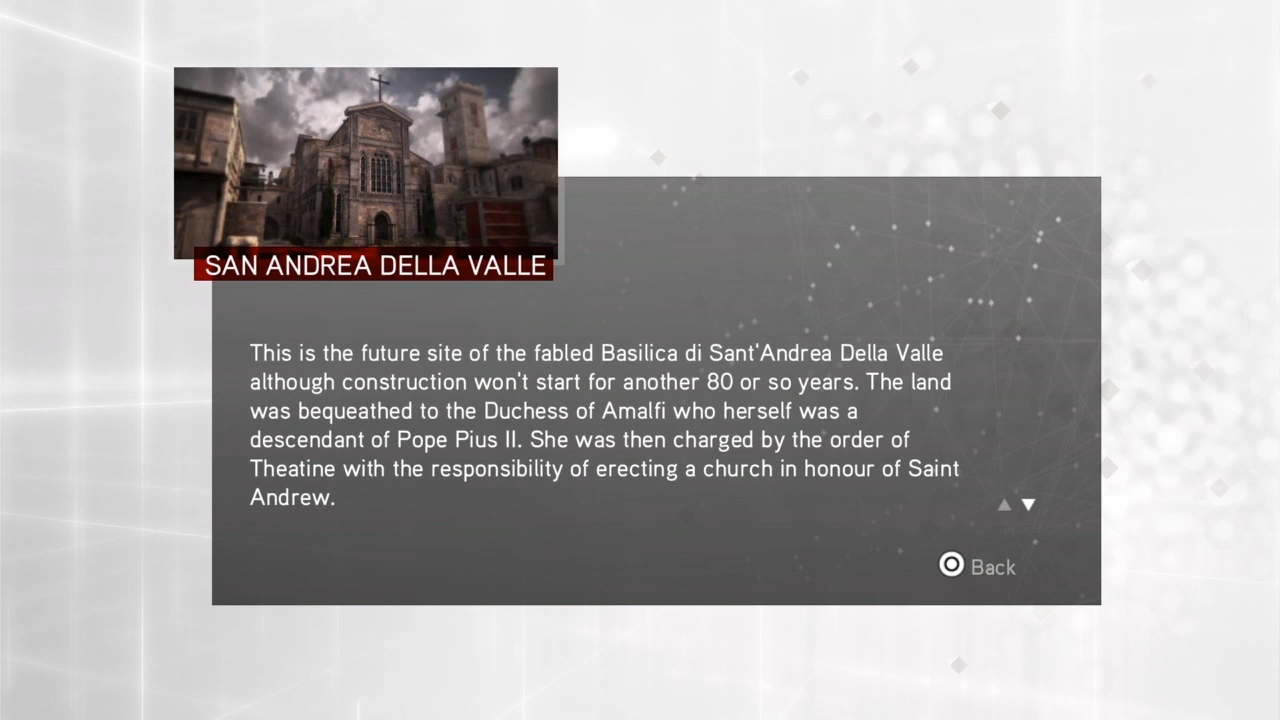 SAN ANDREA DELLA VALLE
This is the future site of the fabled Basilica di Sant'Andrea Della Valle
although construction won't start for another 80 or so years. The land
was bequeathed to the Duchess of Amalfi who herself was a
descendant of Pope Pius II. She was then charged by the order of
Theatine with the responsibility of erecting a church in honour of Saint
Andrew.
Back